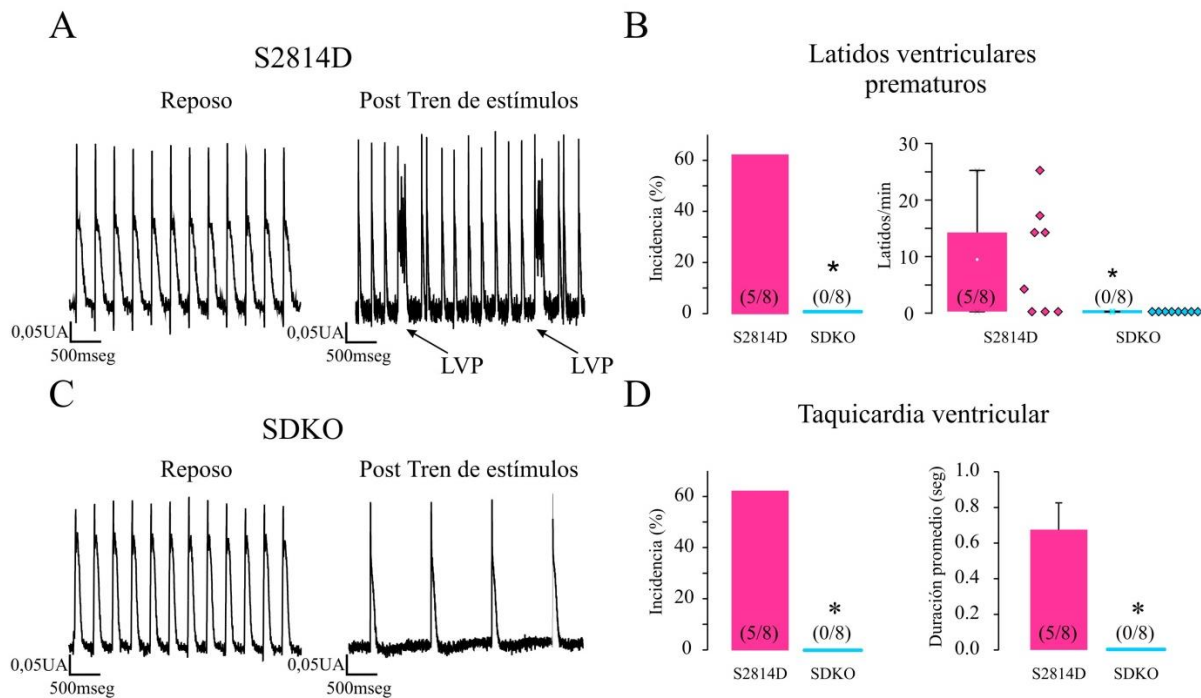 A
S2814D
Reposo
Post Tren de estímulos
0,05UA
500mseg
0,05UA
500mseg
LVP
LVP
B
Latidos ventriculares
prematuros
Incidencia (%)
60
40
20
0
*
(5/8)
(0/8)
S2814D
SDKO
Latidos/min
30
20
10
0
*
(5/8)
(0/8)
S2814D
SDKO
C
SDKO
Reposo
Post Tren de estímulos
0,05UA
500mseg
0,05UA
500mseg
D
Taquicardia ventricular
Incidencia (%)
60
40
20
0
*
(5/8)
(0/8)
S2814D
SDKO
Duración promedio (seg)
1.0
0.8
0.6
0.4
0.2
0.0
*
(5/8)
(0/8)
S2814D
SDKO